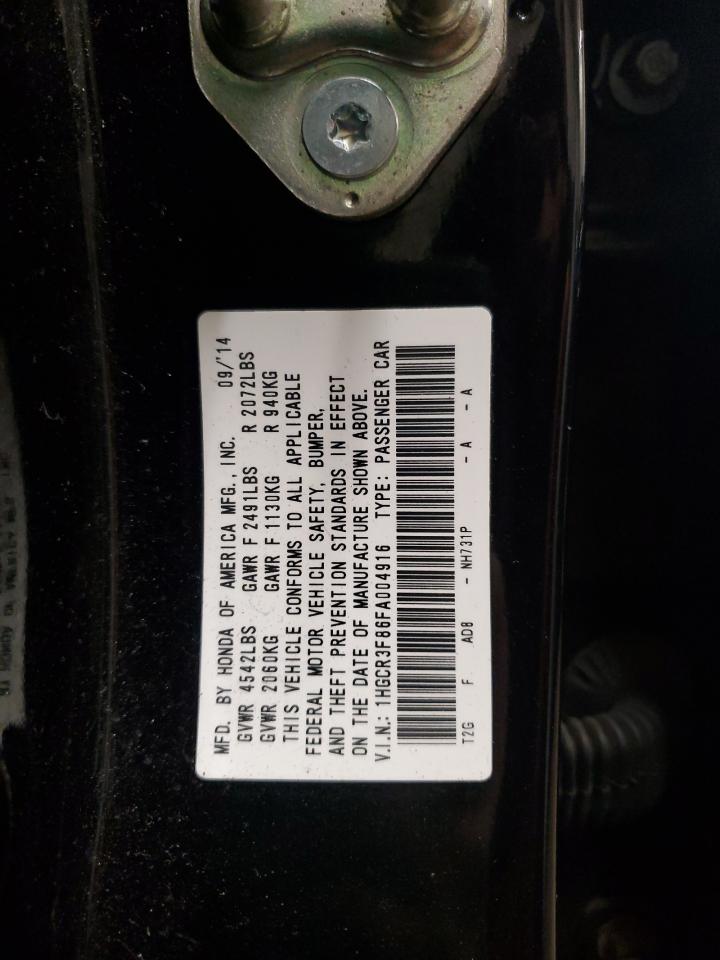 MFD. BY HONDA OF AMERICA MFG., INC. 09/'14
GVWR 4542LBS GAWR F 2491LBS R 2072LBS
GVWR 2060KG GAWR F 1130KG R 940KG
THIS VEHICLE CONFORMS TO ALL APPLICABLE
FEDERAL MOTOR VEHICLE SAFETY, BUMPER,
AND THEFT PREVENTION STANDARDS IN EFFECT
ON THE DATE OF MANUFACTURE SHOWN ABOVE.
V.I.N.: 1HGCR3F86FA004916 TYPE: PASSENGER CAR
T2G F AD8 - NH731P - A - A